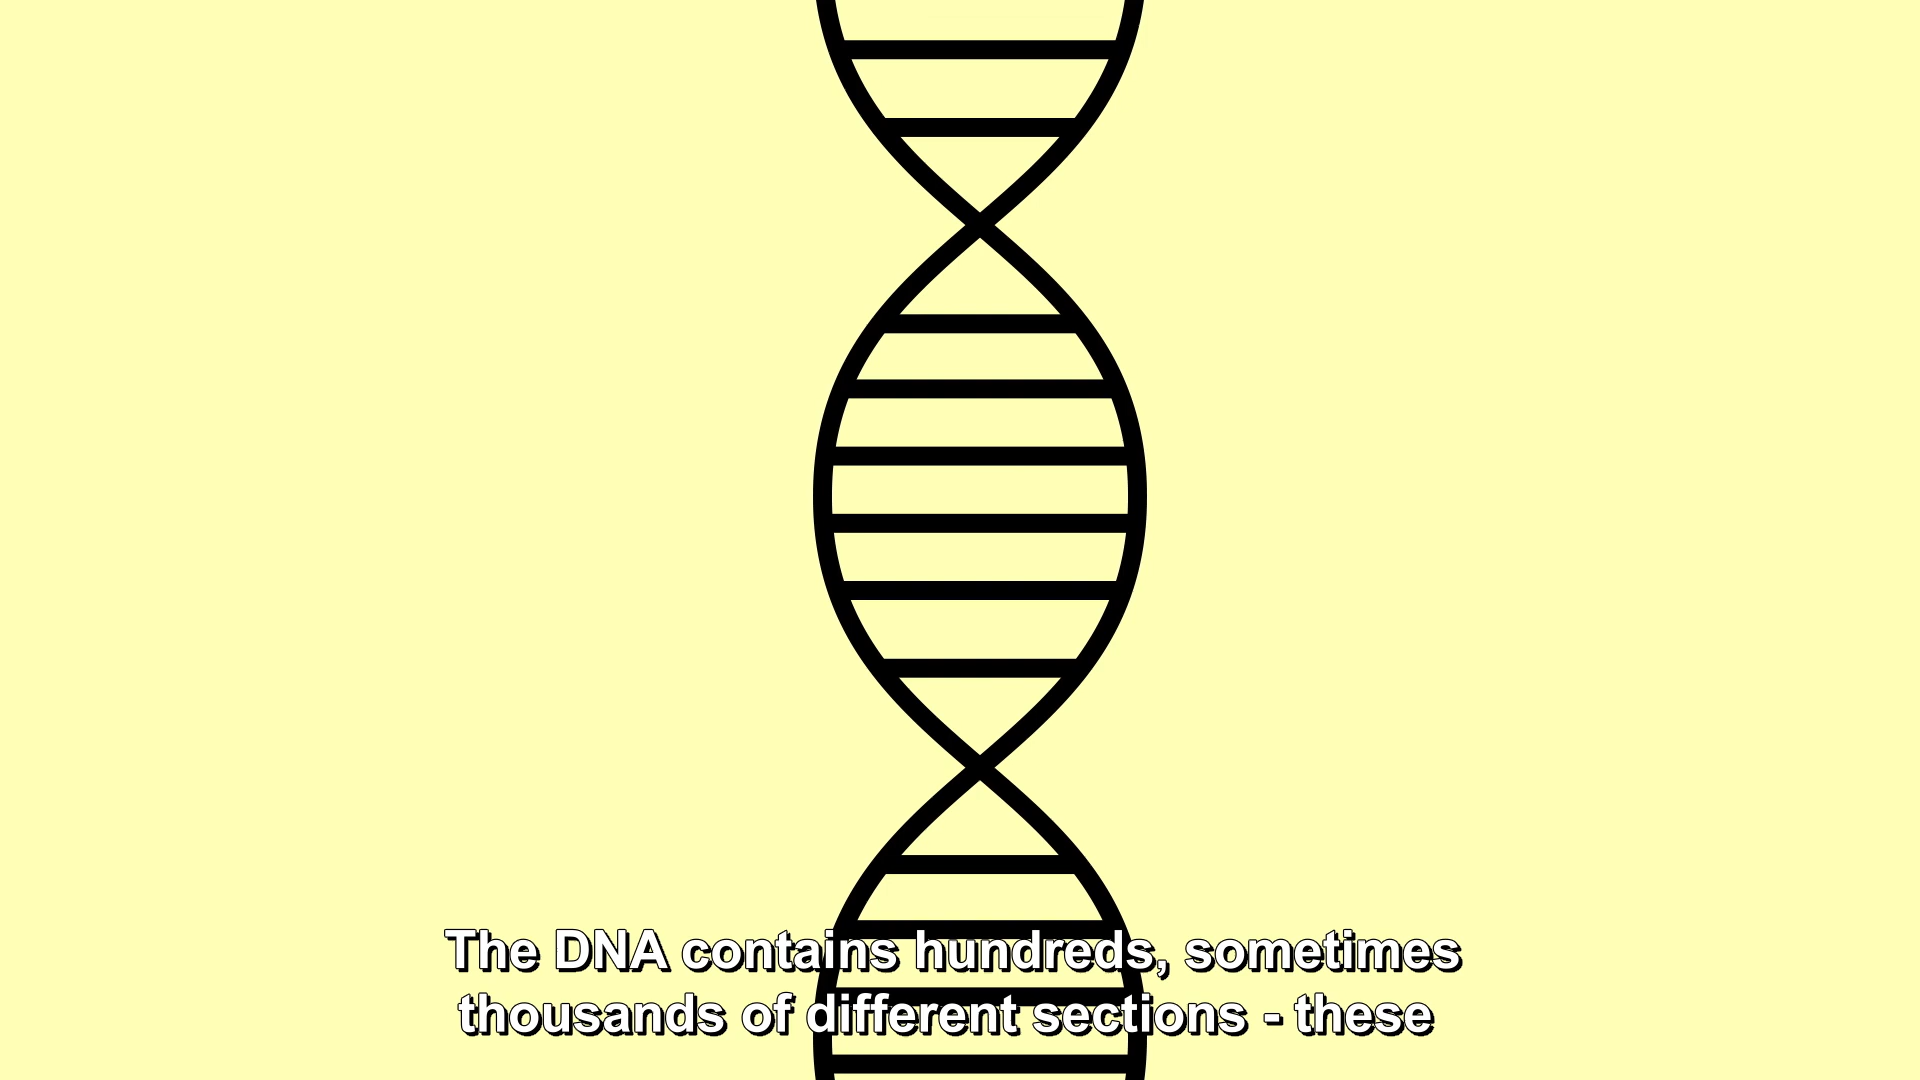 The DNA contains hundreds, sometimes
thousands of different sections - these